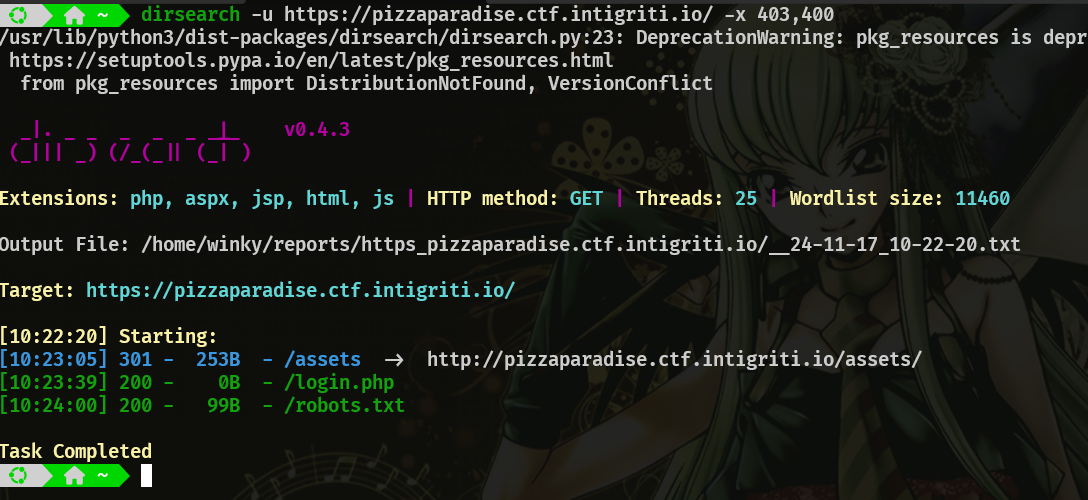 ~ dirsearch -u https://pizzaparadise.ctf.intigriti.io/ -x 403,400
/usr/lib/python3/dist-packages/dirsearch/dirsearch.py:23: DeprecationWarning: pkg_resources is depr
https://setuptools.pypa.io/en/latest/pkg_resources.html
from pkg_resources import DistributionNotFound, VersionConflict
_|. _ _  _  _  _ _|_    v0.4.3
(_||| _) (/_(_|| (_| )
Extensions: php, aspx, jsp, html, js | HTTP method: GET | Threads: 25 | Wordlist size: 11460
Output File: /home/winky/reports/https_pizzaparadise.ctf.intigriti.io/__24-11-17_10-22-20.txt
Target: https://pizzaparadise.ctf.intigriti.io/
[10:22:20] Starting:
[10:23:05] 301 -  253B  - /assets  ->  http://pizzaparadise.ctf.intigriti.io/assets/
[10:23:39] 200 -    0B  - /login.php
[10:24:00] 200 -   99B  - /robots.txt
Task Completed
~